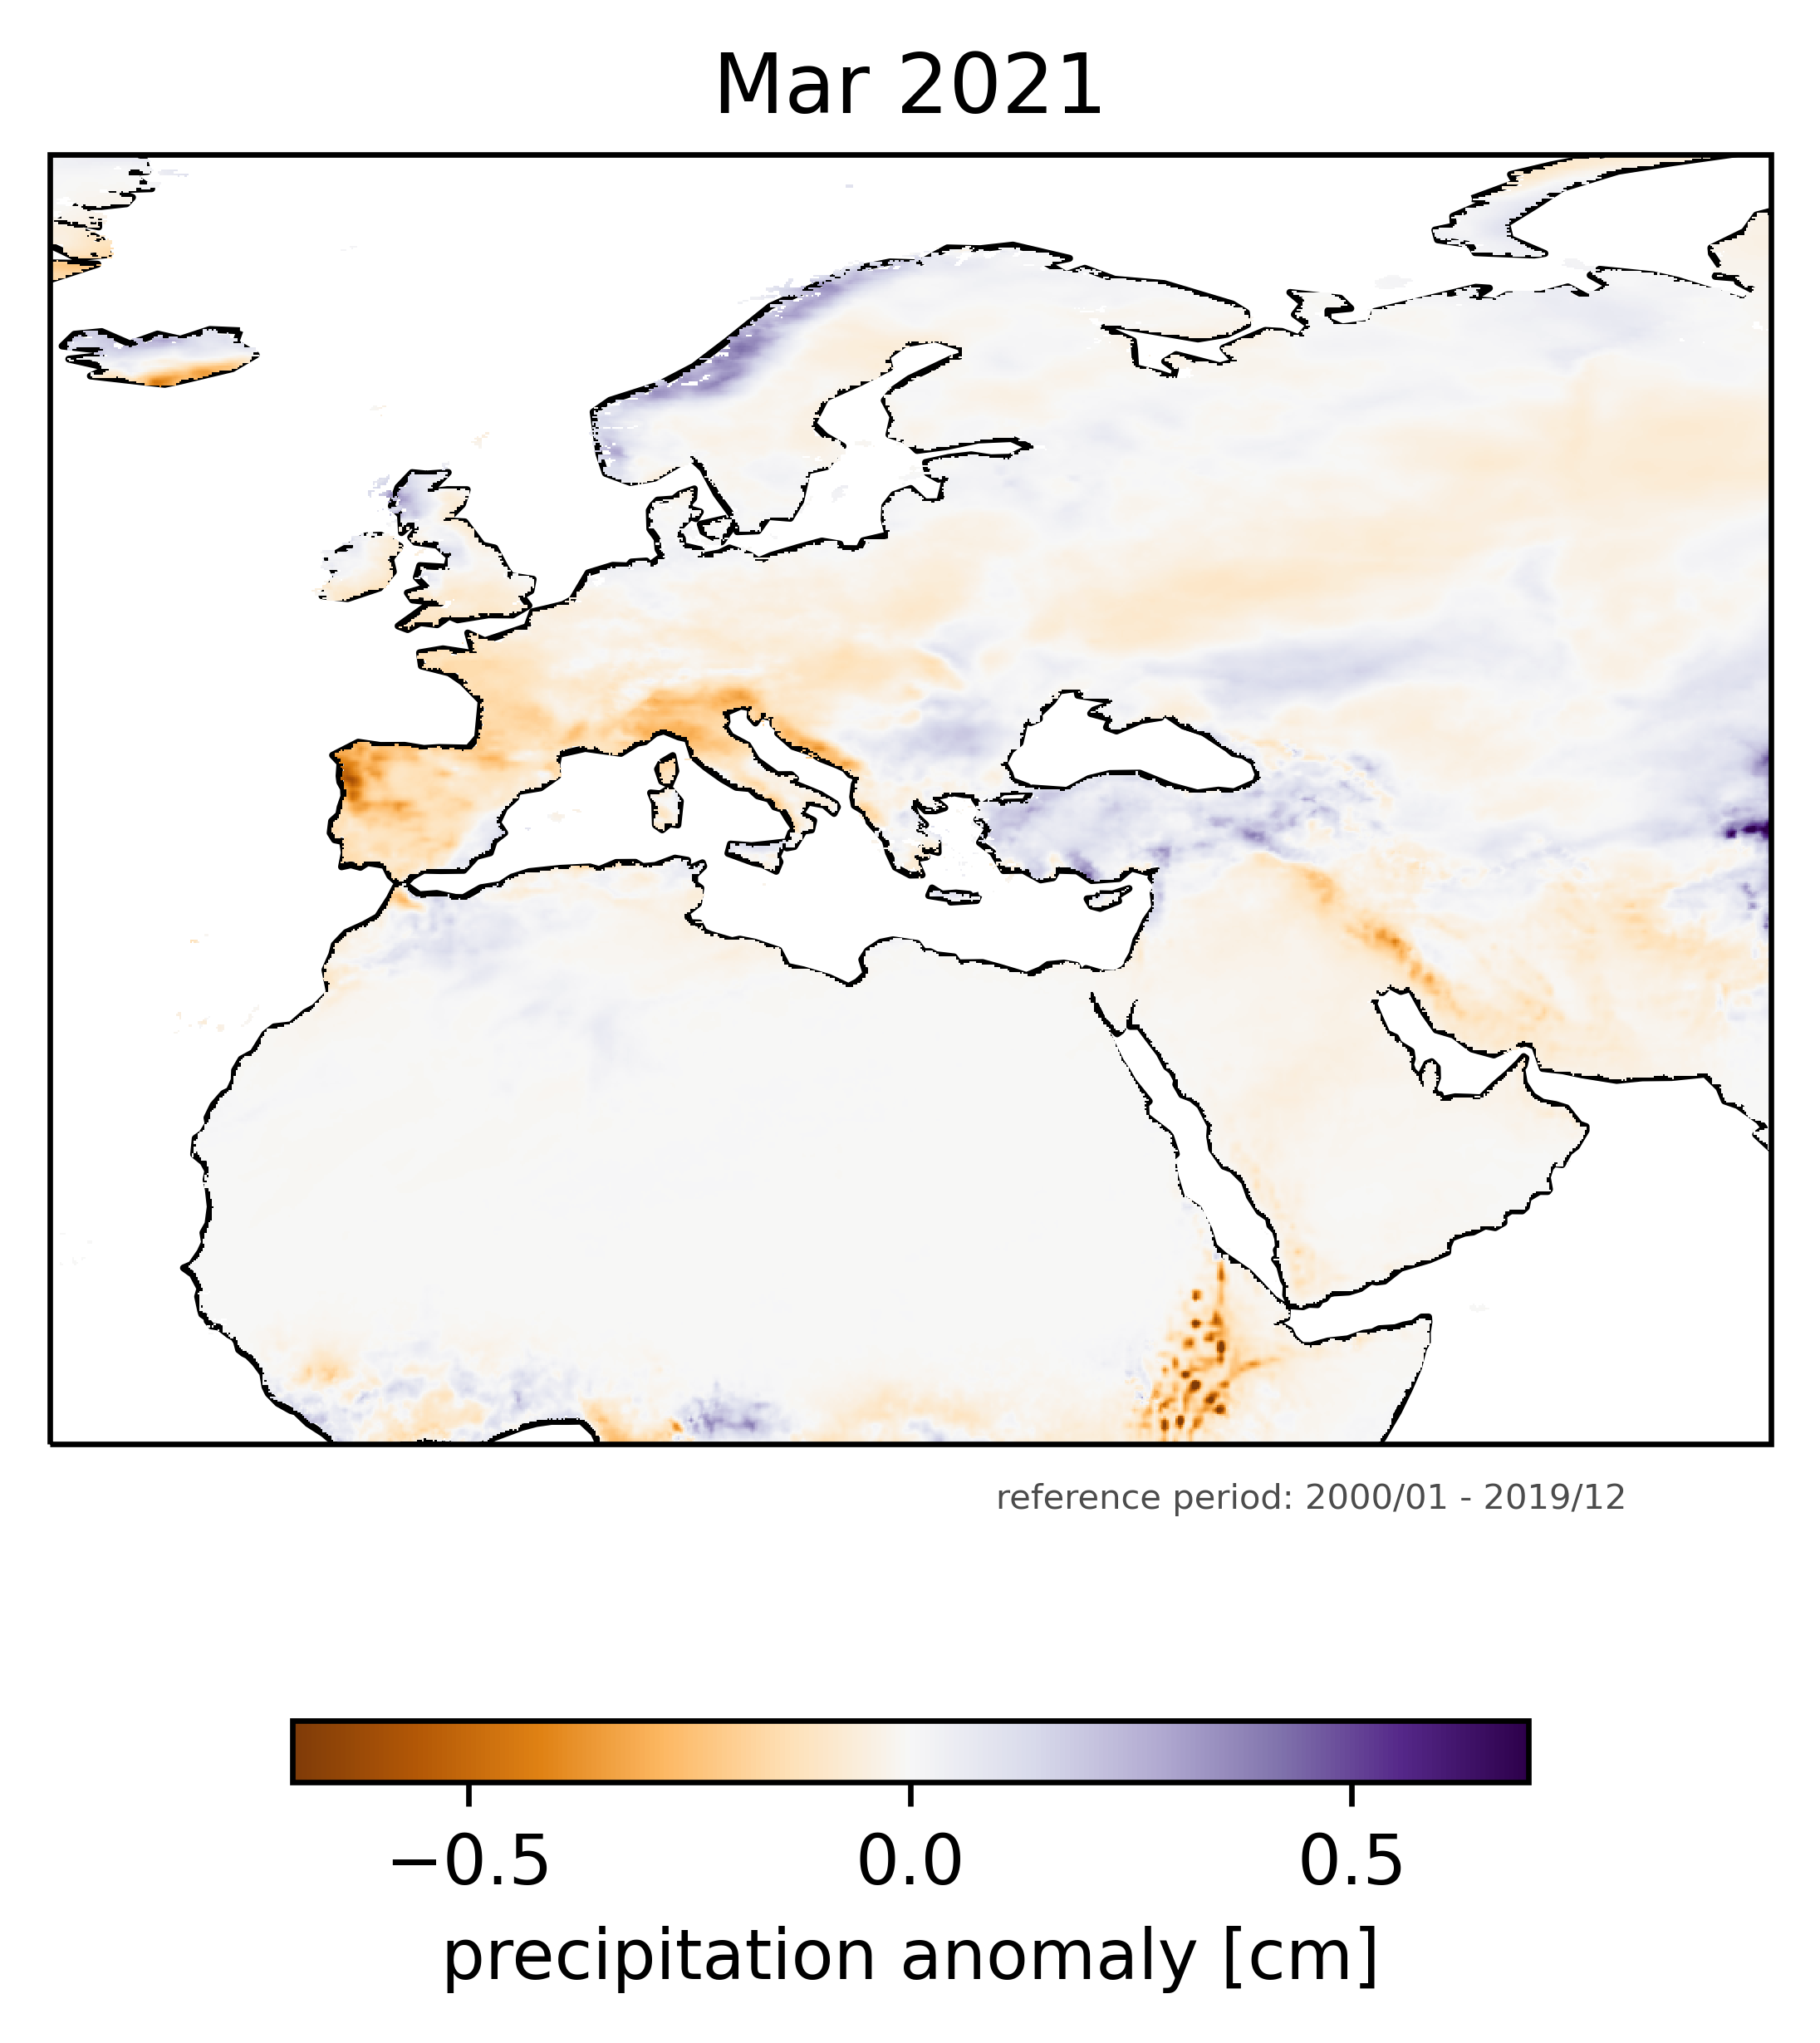 Mar 2021
reference period: 2000/01 - 2019/12
−0.5 0.0 0.5
precipitation anomaly [cm]